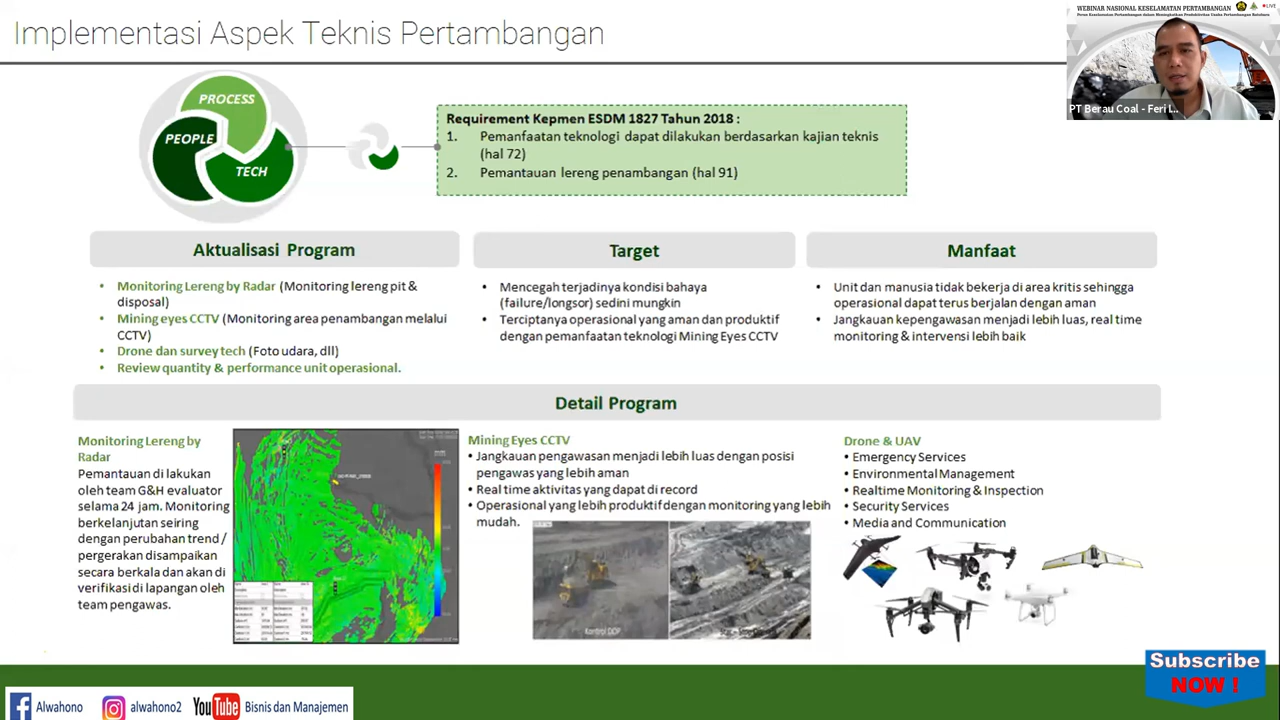 Implementasi Aspek Teknis Pertambangan
WEBINAR NASIONAL KESELAMATAN PERTAMBANGAN
LIVE
PT Berau Coal - Feri I...
PROCESS
PEOPLE
TECH
Requirement Kepmen ESDM 1827 Tahun 2018 :
1. Pemanfaatan teknologi dapat dilakukan berdasarkan kajian teknis
(hal 72)
2. Pemantauan lereng penambangan (hal 91)
Aktualisasi Program
• Monitoring Lereng by Radar (Monitoring lereng pit &
disposal)
• Mining eyes CCTV (Monitoring area penambangan melalui
CCTV)
• Drone dan survey tech (Foto udara, dll)
• Review quantity & performance unit operasional.
Target
• Mencegah terjadinya kondisi bahaya
(failure/longsor) sedini mungkin
• Terciptanya operasional yang aman dan produktif
dengan pemanfaatan teknologi Mining Eyes CCTV
Manfaat
• Unit dan manusia tidak bekerja di area kritis sehingga
operasional dapat terus berjalan dengan aman
• Jangkauan kepengawasan menjadi lebih luas, real time
monitoring & intervensi lebih baik
Detail Program
Monitoring Lereng by
Radar
Pemantauan di lakukan
oleh team G&H evaluator
selama 24 jam. Monitoring
berkelanjutan seiring
dengan perubahan trend /
pergerakan disampaikan
secara berkala dan akan di
verifikasi di lapangan oleh
team pengawas.
Mining Eyes CCTV
• Jangkauan pengawasan menjadi lebih luas dengan posisi
pengawas yang lebih aman
• Real time aktivitas yang dapat di record
• Operasional yang lebih produktif dengan monitoring yang lebih
mudah.
Kontrol DOP
Drone & UAV
• Emergency Services
• Environmental Management
• Realtime Monitoring & Inspection
• Security Services
• Media and Communication
Subscribe
NOW !
Alwahono
alwahono2
YouTube Bisnis dan Manajemen